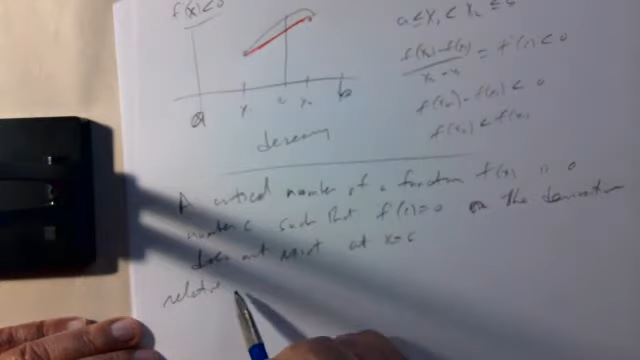 f(x)<0
a ≤ x₁ < x₂ ≤ b
f(x₂) - f(x₁) / x₂ - x₁ = f'(c) < 0
f(x₂) - f(x₁) < 0
f(x₂) < f(x₁
a x₁ c x₂ b
A critical number of a function f(x) is a
number c such that f'(c)=0 or the derivative
does not exist at x=c
relative